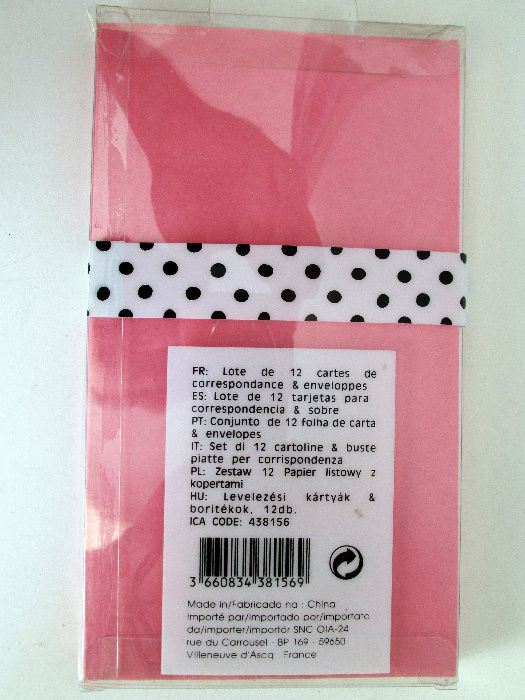 FR: Lote de 12 cartes de
correspondance & enveloppes
ES: Lote de 12 tarjetas para
correspondencia & sobre
PT: Conjunto de 12 folha de carta
& envelopes
IT: Set di 12 cartoline & buste
piatte per corrispondenza
PL: Zestaw 12 Papier listowy z
kopertami
HU: Levelezési kártyák &
boritékok, 12db.
ICA CODE: 438156
3 660834 381569
Made in/Fabricado na : China
Importé par/importado por/importato
da/importer/importőr SNC OIA-24
rue du Carrousel - BP 169 - 59650
Villeneuve d'Ascq - France